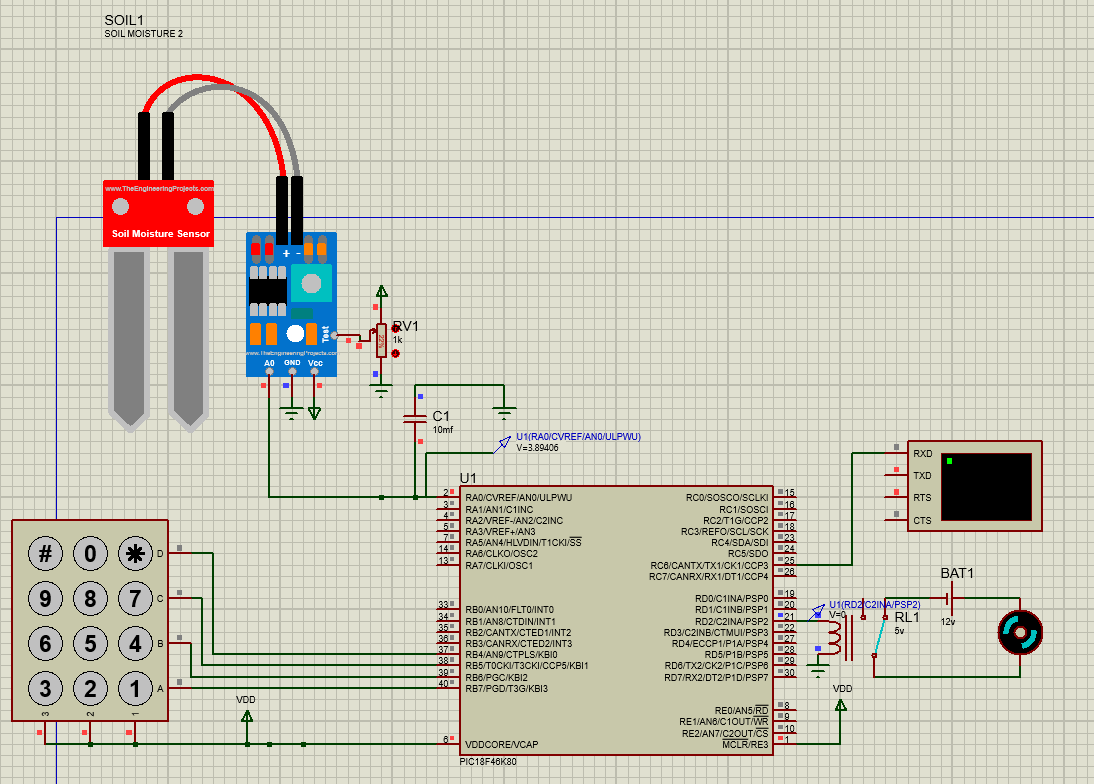 SOIL1
SOIL MOISTURE 2
www.TheEngineeringProjects.com
Soil Moisture Sensor
+ -
Test
www.TheEngineeringProjects.com
A0 GND Vcc
RV1
22%
1k
C1
10mf
U1(RA0/CVREF/AN0/ULPWU)
V=3.89406
U1
2 RA0/CVREF/AN0/ULPWU
3 RA1/AN1/C1INC
4 RA2/VREF-/AN2/C2INC
5 RA3/VREF+/AN3
7 RA5/AN4/HLVDIN/T1CKI/SS
14 RA6/CLKO/OSC2
13 RA7/CLKI/OSC1
33 RB0/AN10/FLT0/INT0
34 RB1/AN8/CTDIN/INT1
35 RB2/CANTX/CTED1/INT2
36 RB3/CANRX/CTED2/INT3
37 RB4/AN9/CTPLS/KBI0
38 RB5/T0CKI/T3CKI/CCP5/KBI1
39 RB6/PGC/KBI2
40 RB7/PGD/T3G/KBI3
6 VDDCORE/VCAP
PIC18F46K80
RC0/SOSCO/SCLKI 15
RC1/SOSCI 16
RC2/T1G/CCP2 17
RC3/REFO/SCL/SCK 18
RC4/SDA/SDI 23
RC5/SDO 24
RC6/CANTX/TX1/CK1/CCP3 25
RC7/CANRX/RX1/DT1/CCP4 26
RD0/C1INA/PSP0 19
RD1/C1INB/PSP1 20
RD2/C2INA/PSP2 21
RD3/C2INB/CTMUI/PSP3 22
RD4/ECCP1/P1A/PSP4 27
RD5/P1B/PSP5 28
RD6/TX2/CK2/P1C/PSP6 29
RD7/RX2/DT2/P1D/PSP7 30
RE0/AN5/RD 8
RE1/AN6/C1OUT/WR 9
RE2/AN7/C2OUT/CS 10
MCLR/RE3 1
RXD
TXD
RTS
CTS
U1(RD2/C2INA/PSP2)
V=0
RL1
5v
BAT1
12v
VDD
# 0 * D
9 8 7 C
6 5 4 B
3 2 1 A
3 2 1
VDD